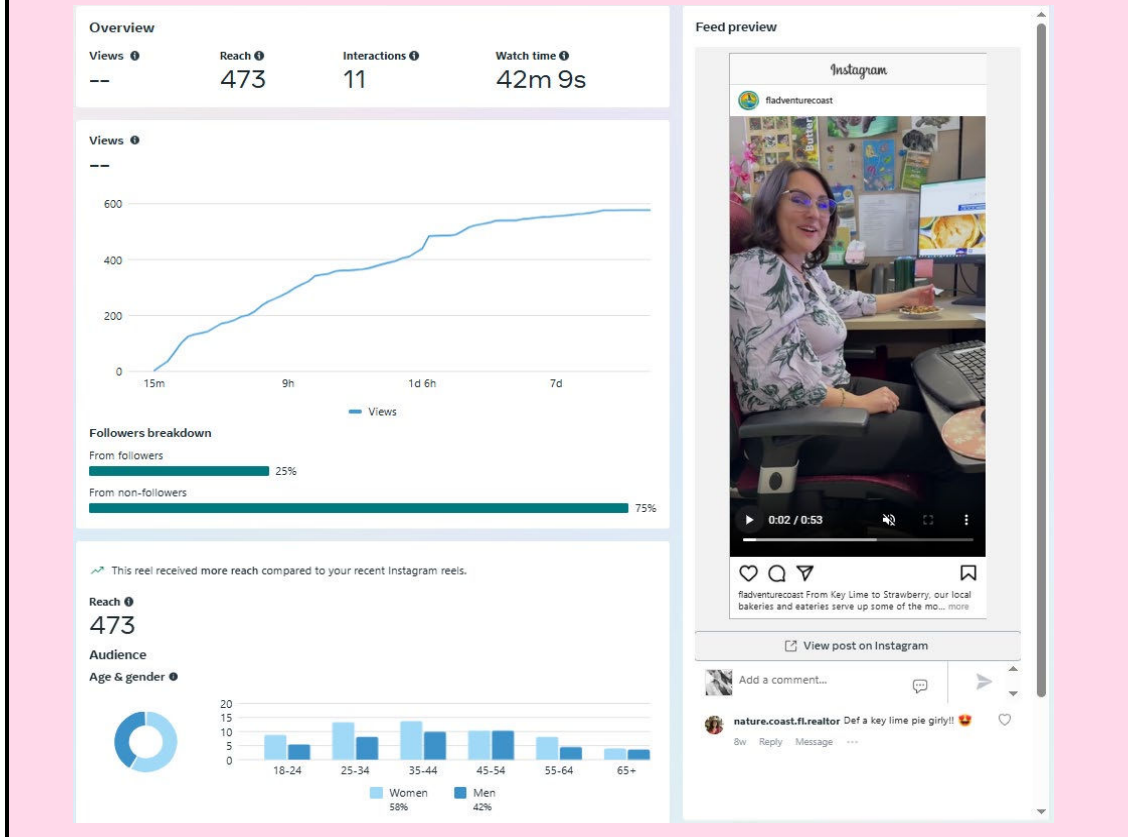 Overview
Views Reach Interactions Watch time
-- 473 11 42m 9s
Views
--
600
400
200
0
15m 9h 1d 6h 7d
Views
Followers breakdown
From followers
25%
From non-followers
75%
This reel received more reach compared to your recent Instagram reels.
Reach
473
Audience
Age & gender
20
15
10
5
0
18-24 25-34 35-44 45-54 55-64 65+
Women Men
58% 42%
Feed preview
Instagram
fladventurecoast
Butter
0:02 / 0:53
fladventurecoast From Key Lime to Strawberry, our local
bakeries and eateries serve up some of the mo... more
View post on Instagram
Add a comment...
nature.coast.fl.realtor Def a key lime pie girly!! 🤩
8w Reply Message ...